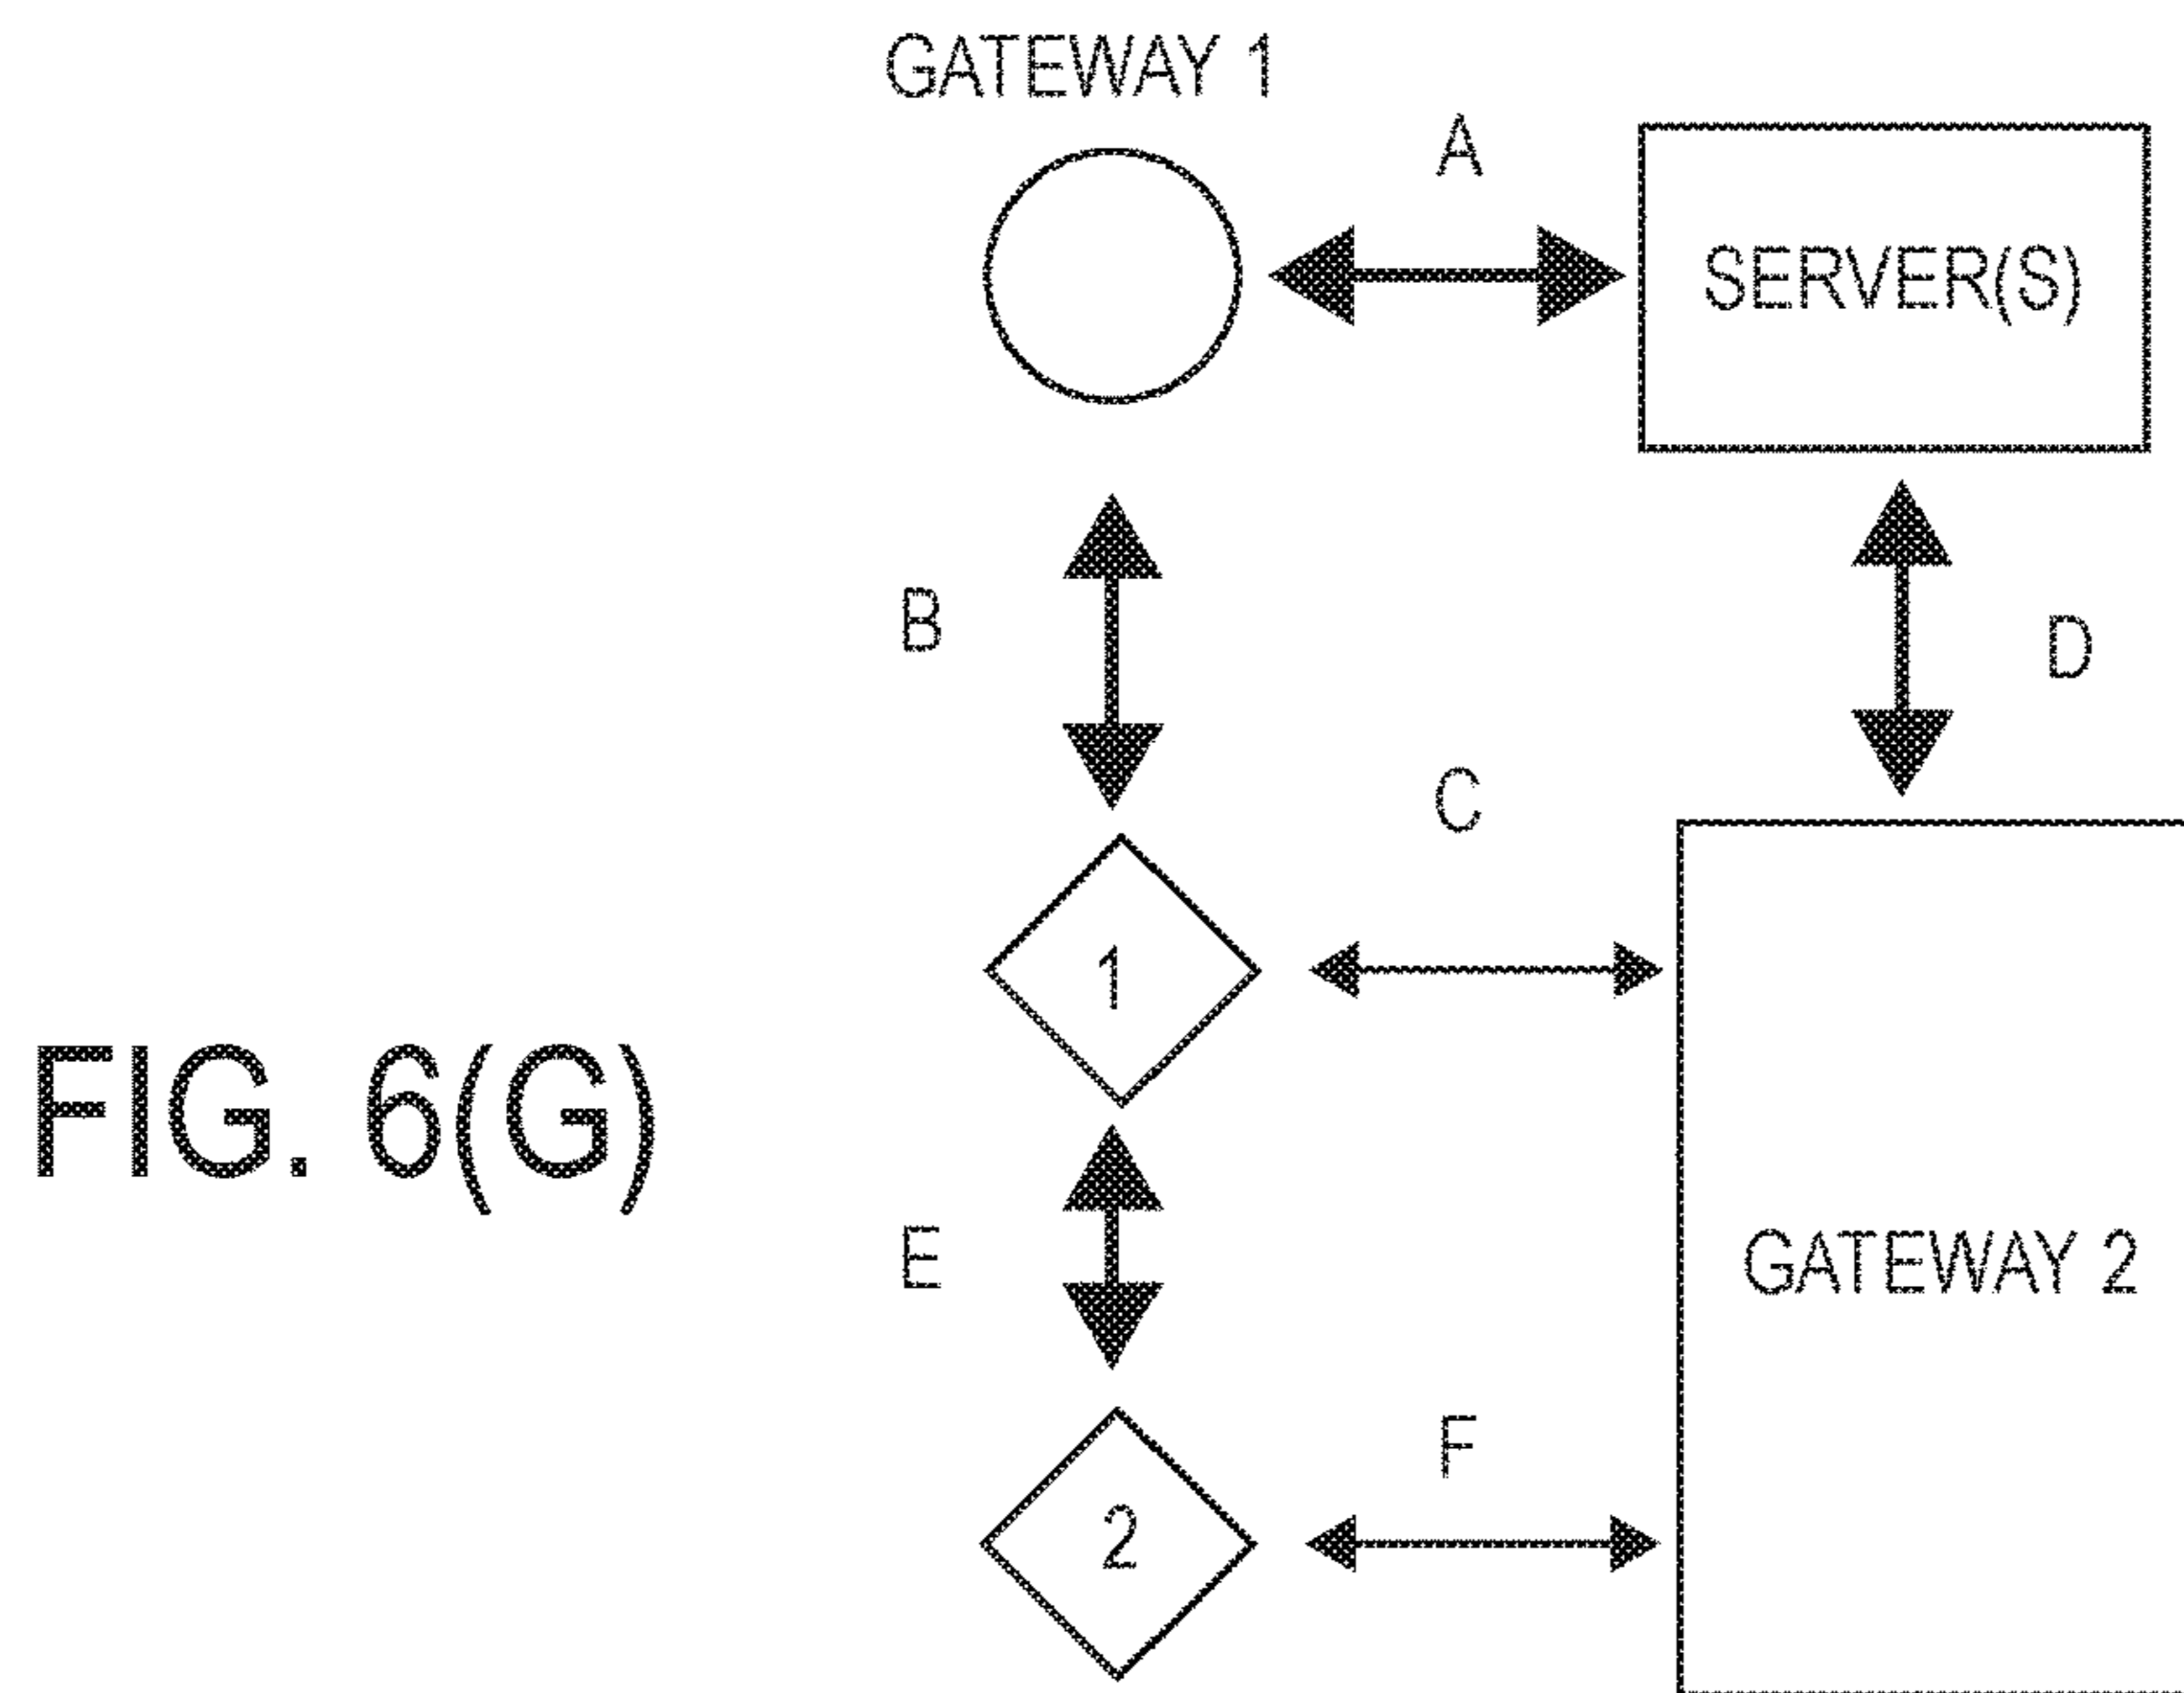 GATEWAY 1
A
SERVER(S)
B
D
C
1
FIG. 6(G)
E
GATEWAY 2
F
2